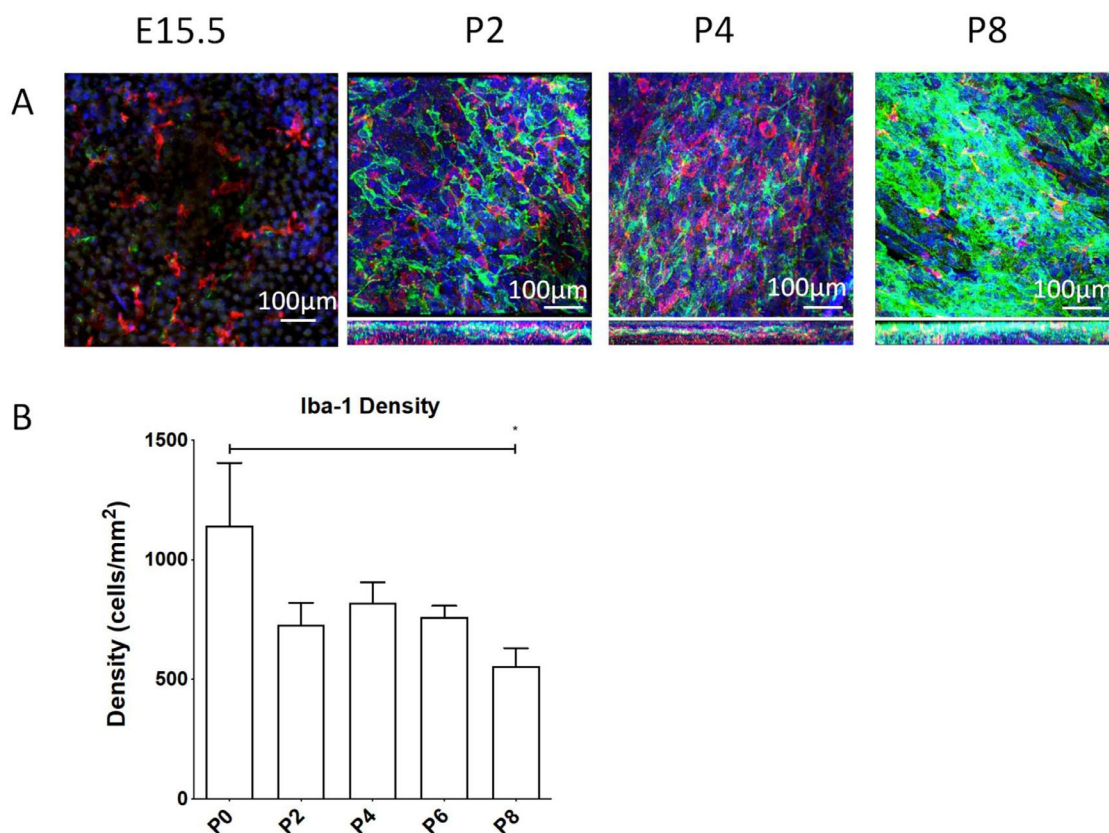 E15.5 P2 P4 P8
A
100µm 100µm 100µm 100µm
B
Iba-1 Density
*
1500
1000
500
0
Density (cells/mm²)
P0 P2 P4 P6 P8